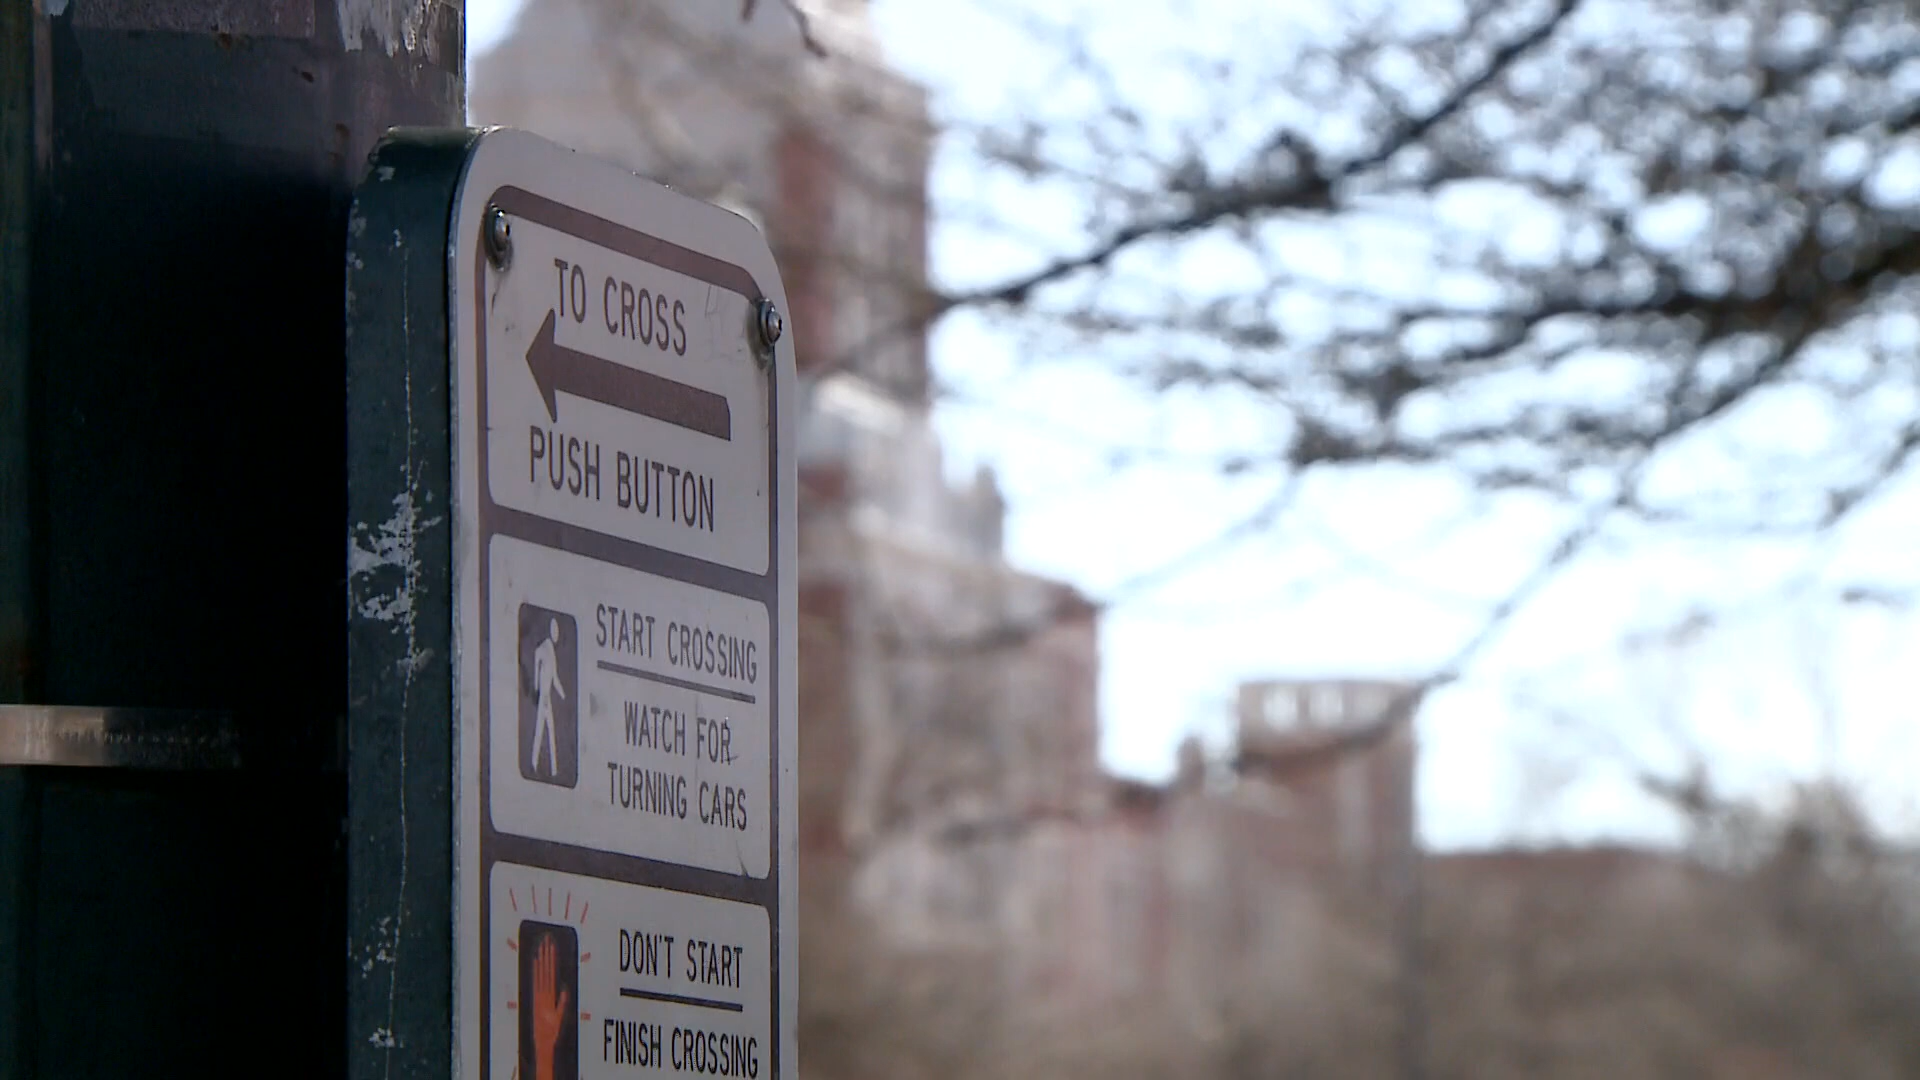 TO CROSS
PUSH BUTTON
START CROSSING
WATCH FOR
TURNING CARS
DON'T START
FINISH CROSSING